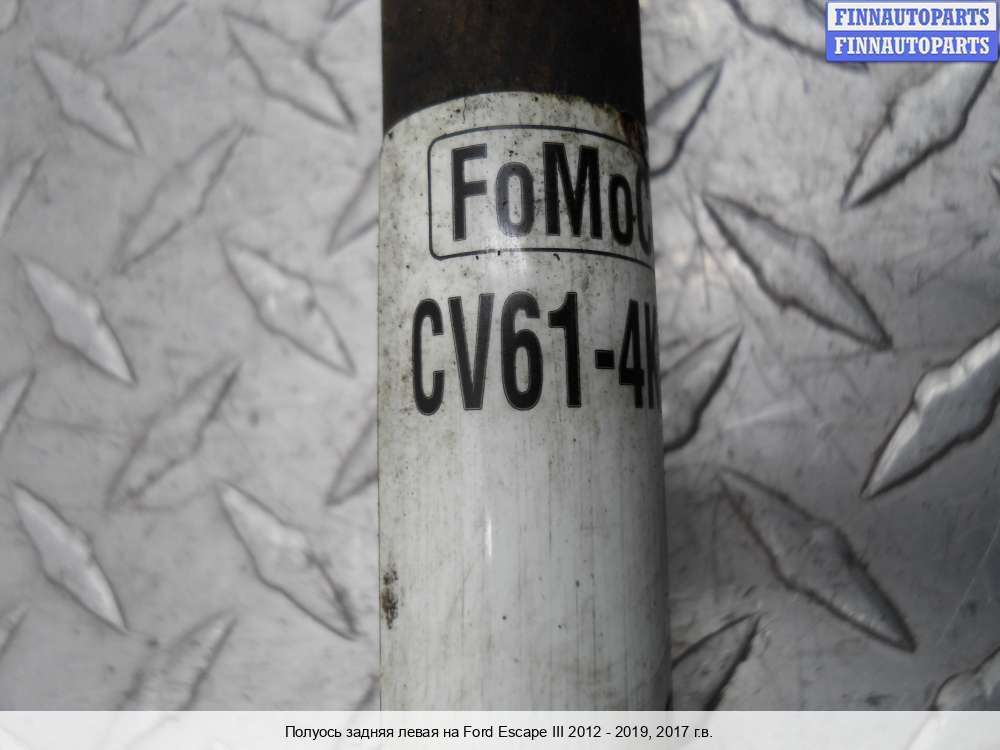 FINNAUTOPARTS
FINNAUTOPARTS
FoMoC
CV61-4K
Полуось задняя левая на Ford Escape III 2012 - 2019, 2017 г.в.